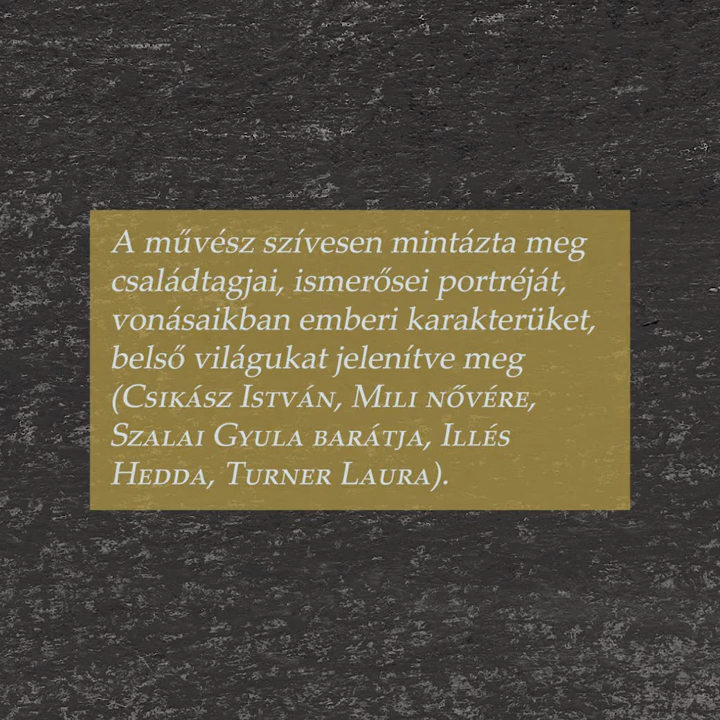 A művész szívesen mintázta meg
családtagjai, ismerősei portréját,
vonásaikban emberi karakterüket,
belső világukat jelenítve meg
(Csikász István, Mili nővére,
Szalai Gyula barátja, Illés
Hedda, Turner Laura).